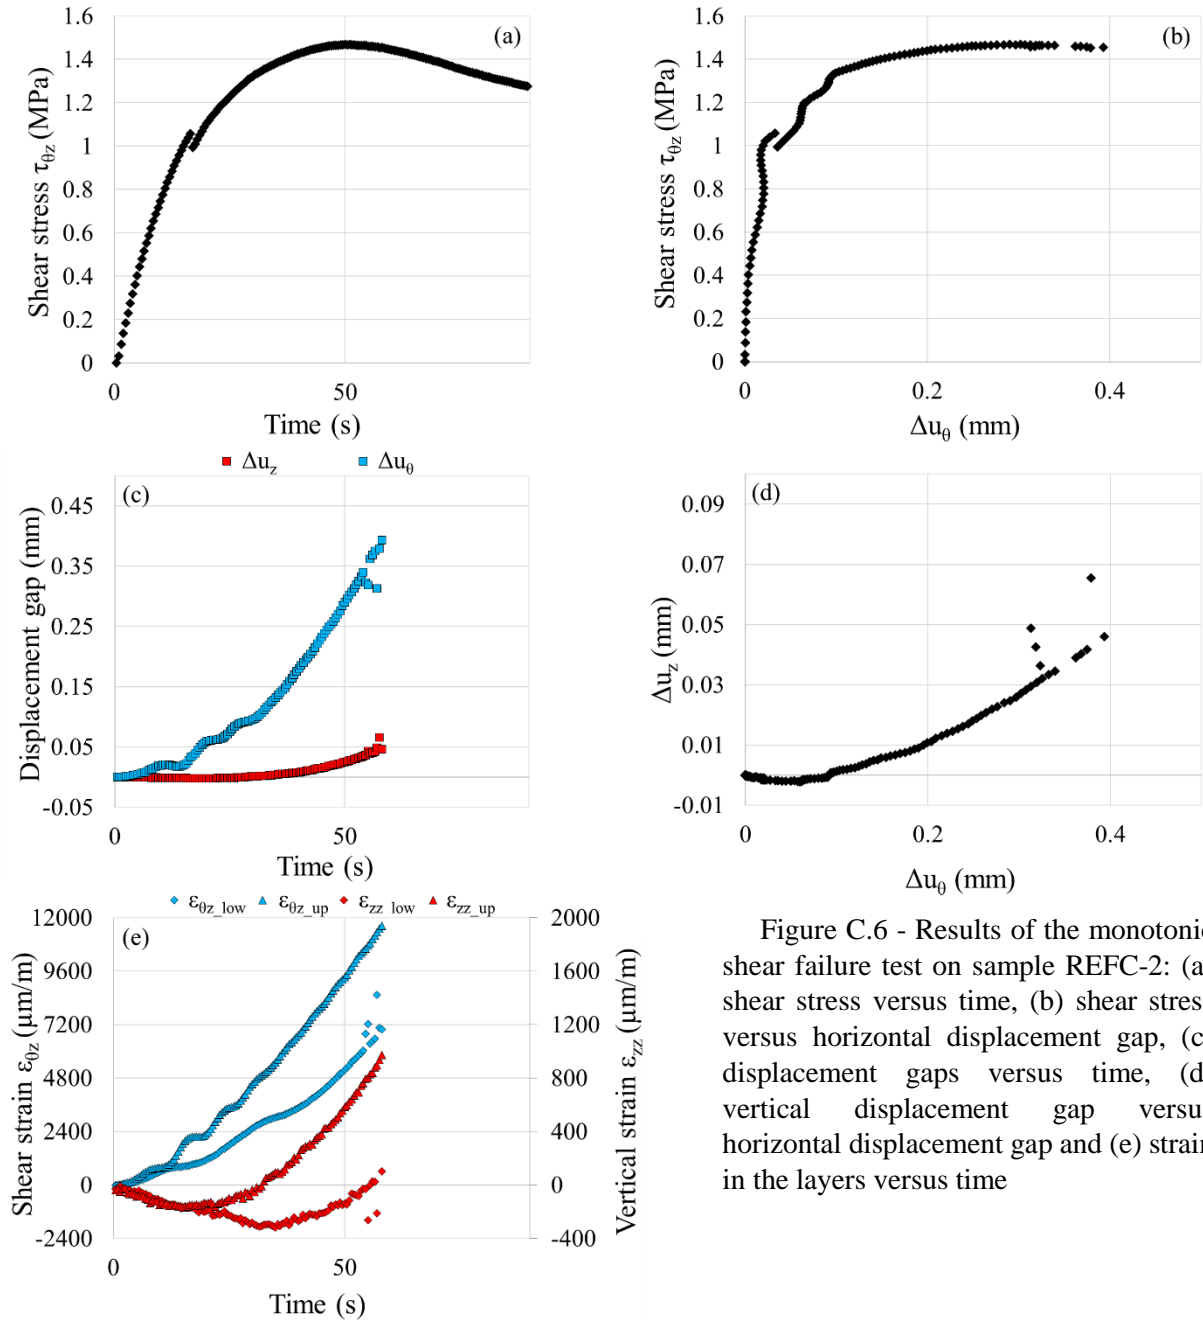 1.6
1.4
1.2
1
0.8
0.6
0.4
0.2
0
Shear stress τθz (MPa)
(a)
0
50
Time (s)
1.6
1.4
1.2
1
0.8
0.6
0.4
0.2
0
Shear stress τθz (MPa)
(b)
0
0.2
0.4
Δuθ (mm)
Δuz
Δuθ
0.45
0.35
0.25
0.15
0.05
-0.05
Displacement gap (mm)
(c)
0
50
Time (s)
0.09
0.07
0.05
0.03
0.01
-0.01
Δuz (mm)
(d)
0
0.2
0.4
Δuθ (mm)
εθz_low εθz_up εzz_low εzz_up
12000
9600
7200
4800
2400
0
-2400
Shear strain εθz (μm/m)
(e)
2000
1600
1200
800
400
0
-400
Vertical strain εzz (μm/m)
0
50
Time (s)
Figure C.6 - Results of the monotonic
shear failure test on sample REFC-2: (a
shear stress versus time, (b) shear stres
versus horizontal displacement gap, (c
displacement gaps versus time, (d
vertical displacement gap versu
horizontal displacement gap and (e) strain
in the layers versus time